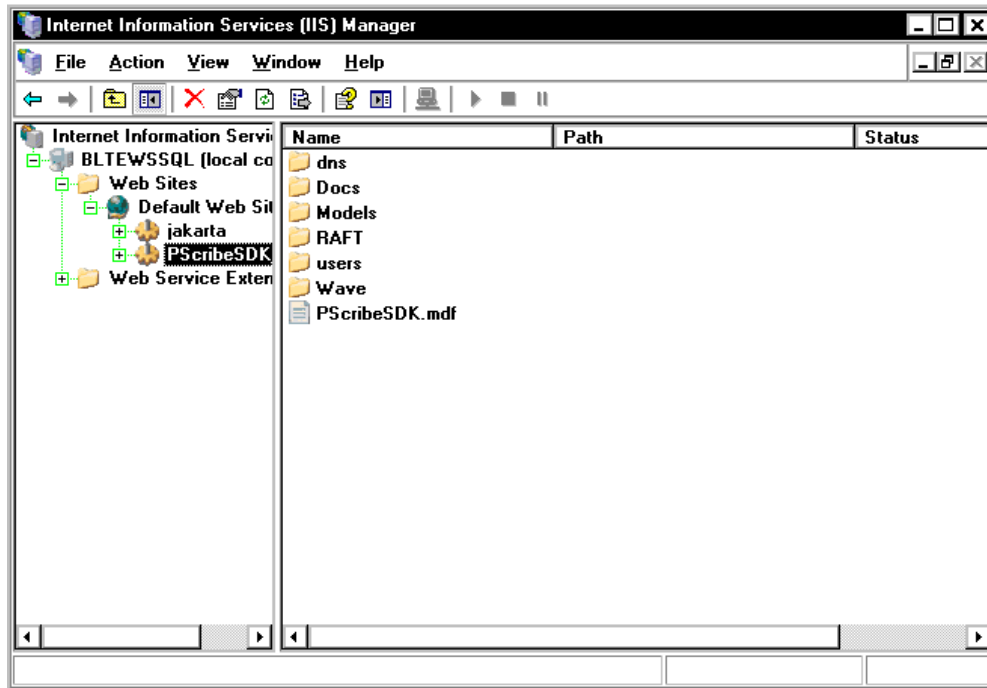 Internet Information Services (IIS) Manager
File Action View Window Help
Internet Information Servi
BLTEWSSQL (local co
Web Sites
Default Web Sit
jakarta
PScribeSDK
Web Service Exten
Name Path Status
dns
Docs
Models
RAFT
users
Wave
PScribeSDK.mdf